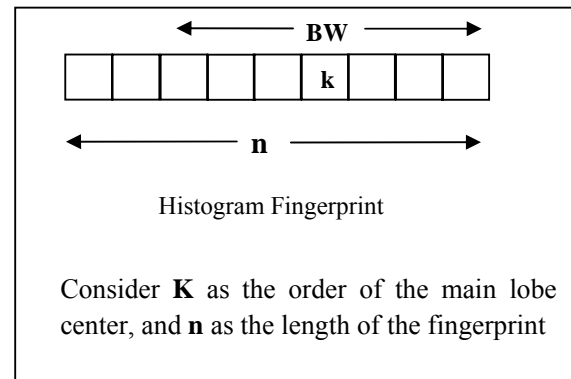 BW
k
n
Histogram Fingerprint
Consider K as the order of the main lobe
center, and n as the length of the fingerprint